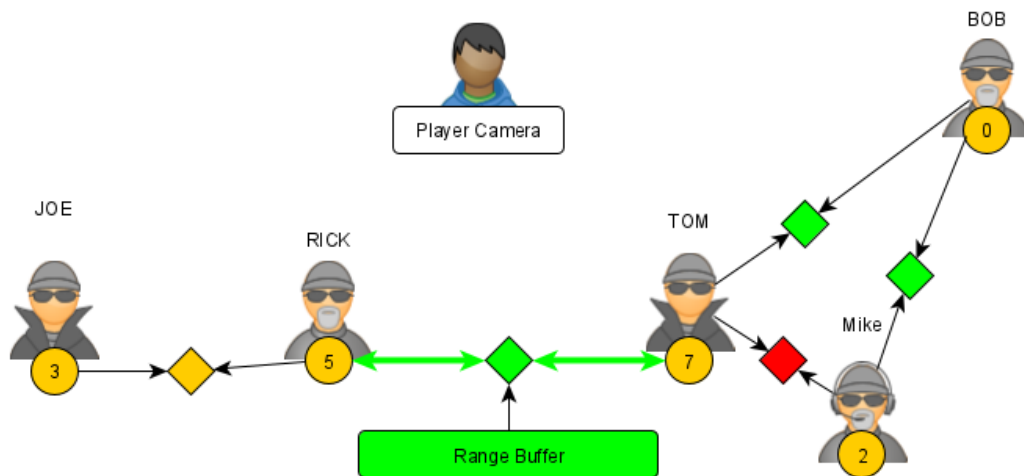 BOB
Player Camera
0
JOE
RICK
TOM
Mike
3
5
7
2
Range Buffer